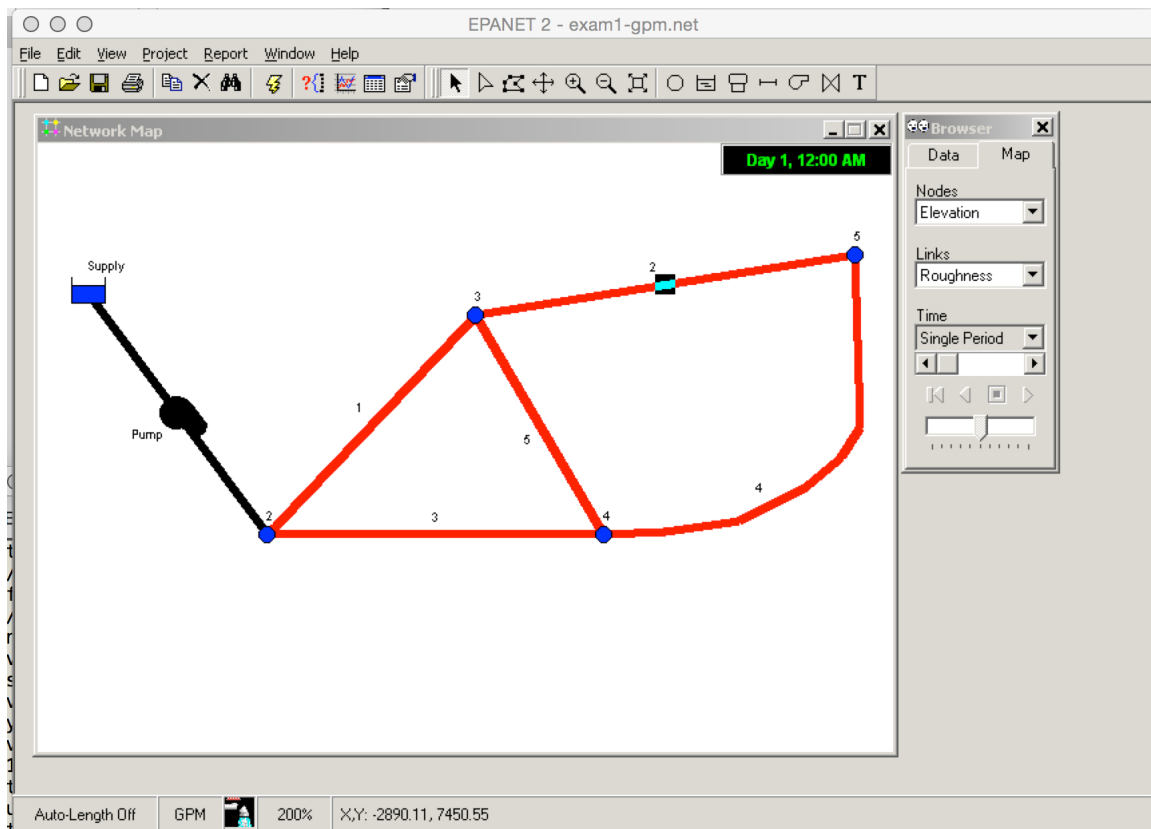 EPANET 2 - exam1-gpm.net
File Edit View Project Report Window Help
T
Network Map
Day 1, 12:00 AM
Browser
Data Map
Nodes
Elevation
Links
Roughness
Time
Single Period
Supply
Pump
5
2
3
1
5
4
2
3
4
Auto-Length Off GPM 200% X,Y: -2890.11, 7450.55